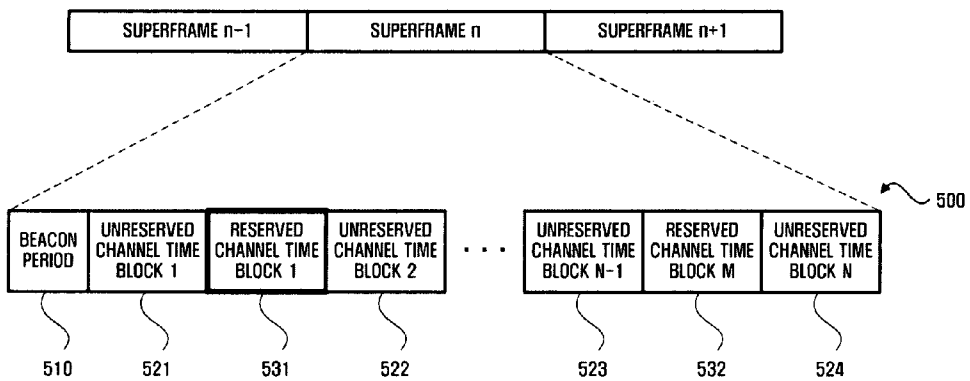 SUPERFRAME n-1
SUPERFRAME n
SUPERFRAME n+1
500
BEACON
PERIOD
UNRESERVED
CHANNEL TIME
BLOCK 1
RESERVED
CHANNEL TIME
BLOCK 1
UNRESERVED
CHANNEL TIME
BLOCK 2
. . .
UNRESERVED
CHANNEL TIME
BLOCK N-1
RESERVED
CHANNEL TIME
BLOCK M
UNRESERVED
CHANNEL TIME
BLOCK N
510
521
531
522
523
532
524